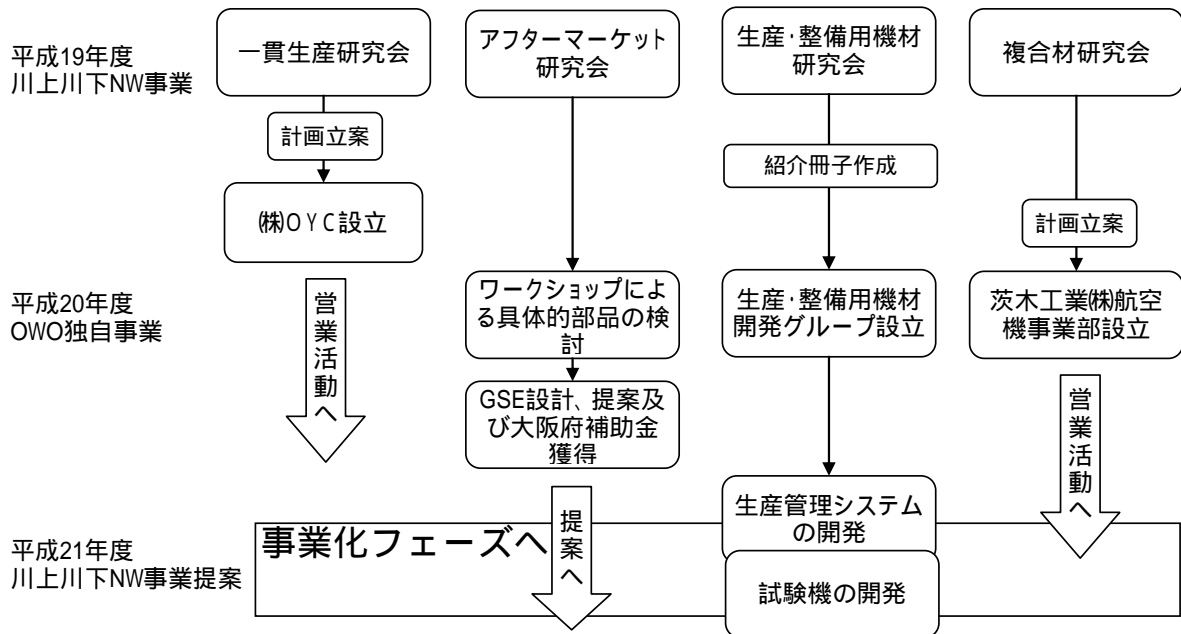 平成19年度
川上川下NW事業
一貫生産研究会
アフターマーケット
研究会
生産・整備用機材
研究会
複合材研究会
計画立案
紹介冊子作成
㈱OYC設立
計画立案
平成20年度
OWO独自事業
営業活動へ
ワークショップによ
る具体的部品の検
討
生産・整備用機材
開発グループ設立
茨木工業㈱航空
機事業部設立
GSE設計、提案及
び大阪府補助金
獲得
営業活動へ
平成21年度
川上川下NW事業提案
事業化フェーズへ
提案へ
生産管理システム
の開発
試験機の開発